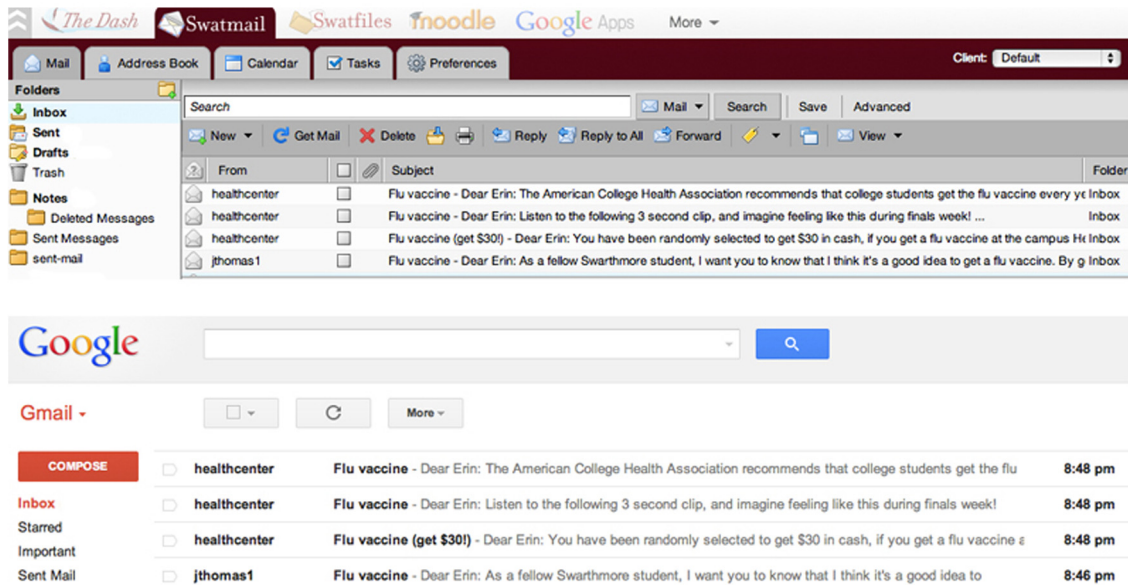 The Dash Swatmail Swatfiles moodle Google Apps More
Mail Address Book Calendar Tasks Preferences Client: Default
Folders
Inbox
Sent
Drafts
Trash
Notes
Deleted Messages
Sent Messages
sent-mail
Search Mail Search Save Advanced
New Get Mail Delete Reply Reply to All Forward View
? From Subject Folder
healthcenter Flu vaccine - Dear Erin: The American College Health Association recommends that college students get the flu vaccine every ye Inbox
healthcenter Flu vaccine - Dear Erin: Listen to the following 3 second clip, and imagine feeling like this during finals week! ... Inbox
healthcenter Flu vaccine (get $30!) - Dear Erin: You have been randomly selected to get $30 in cash, if you get a flu vaccine at the campus He Inbox
jthomas1 Flu vaccine - Dear Erin: As a fellow Swarthmore student, I want you to know that I think it's a good idea to get a flu vaccine. By g Inbox
Google
Gmail More
COMPOSE
Inbox
Starred
Important
Sent Mail
healthcenter Flu vaccine - Dear Erin: The American College Health Association recommends that college students get the flu 8:48 pm
healthcenter Flu vaccine - Dear Erin: Listen to the following 3 second clip, and imagine feeling like this during finals week! 8:48 pm
healthcenter Flu vaccine (get $30!) - Dear Erin: You have been randomly selected to get $30 in cash, if you get a flu vaccine a 8:48 pm
jthomas1 Flu vaccine - Dear Erin: As a fellow Swarthmore student, I want you to know that I think it's a good idea to 8:46 pm